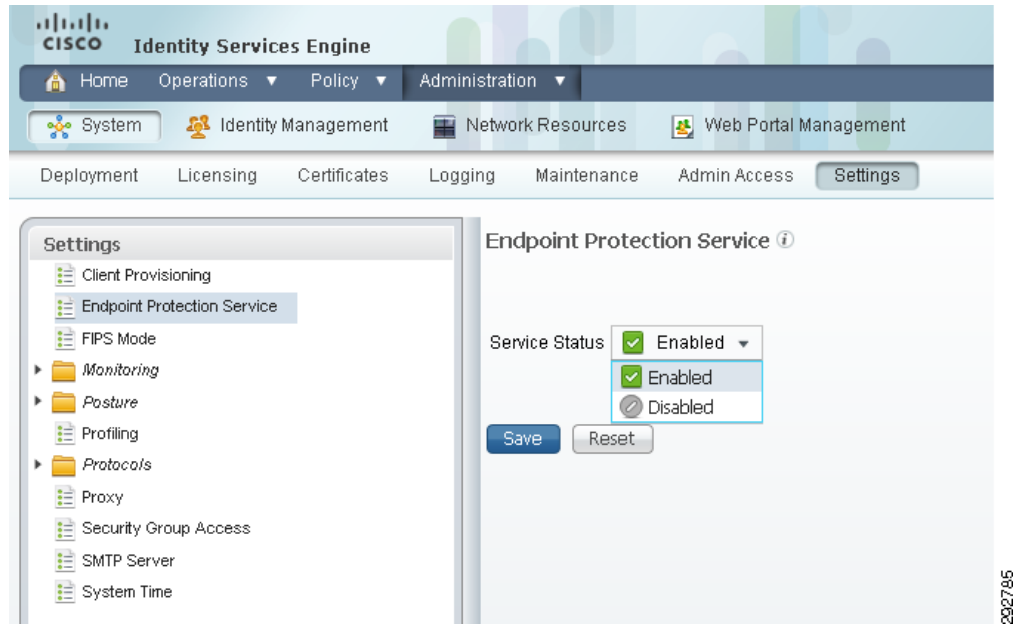 CISCO Identity Services Engine
Home Operations Policy Administration
System Identity Management Network Resources Web Portal Management
Deployment Licensing Certificates Logging Maintenance Admin Access Settings
Settings
Client Provisioning
Endpoint Protection Service
FIPS Mode
Monitoring
Posture
Profiling
Protocols
Proxy
Security Group Access
SMTP Server
System Time
Endpoint Protection Service i
Service Status Enabled
Enabled
Disabled
Save Reset
292785